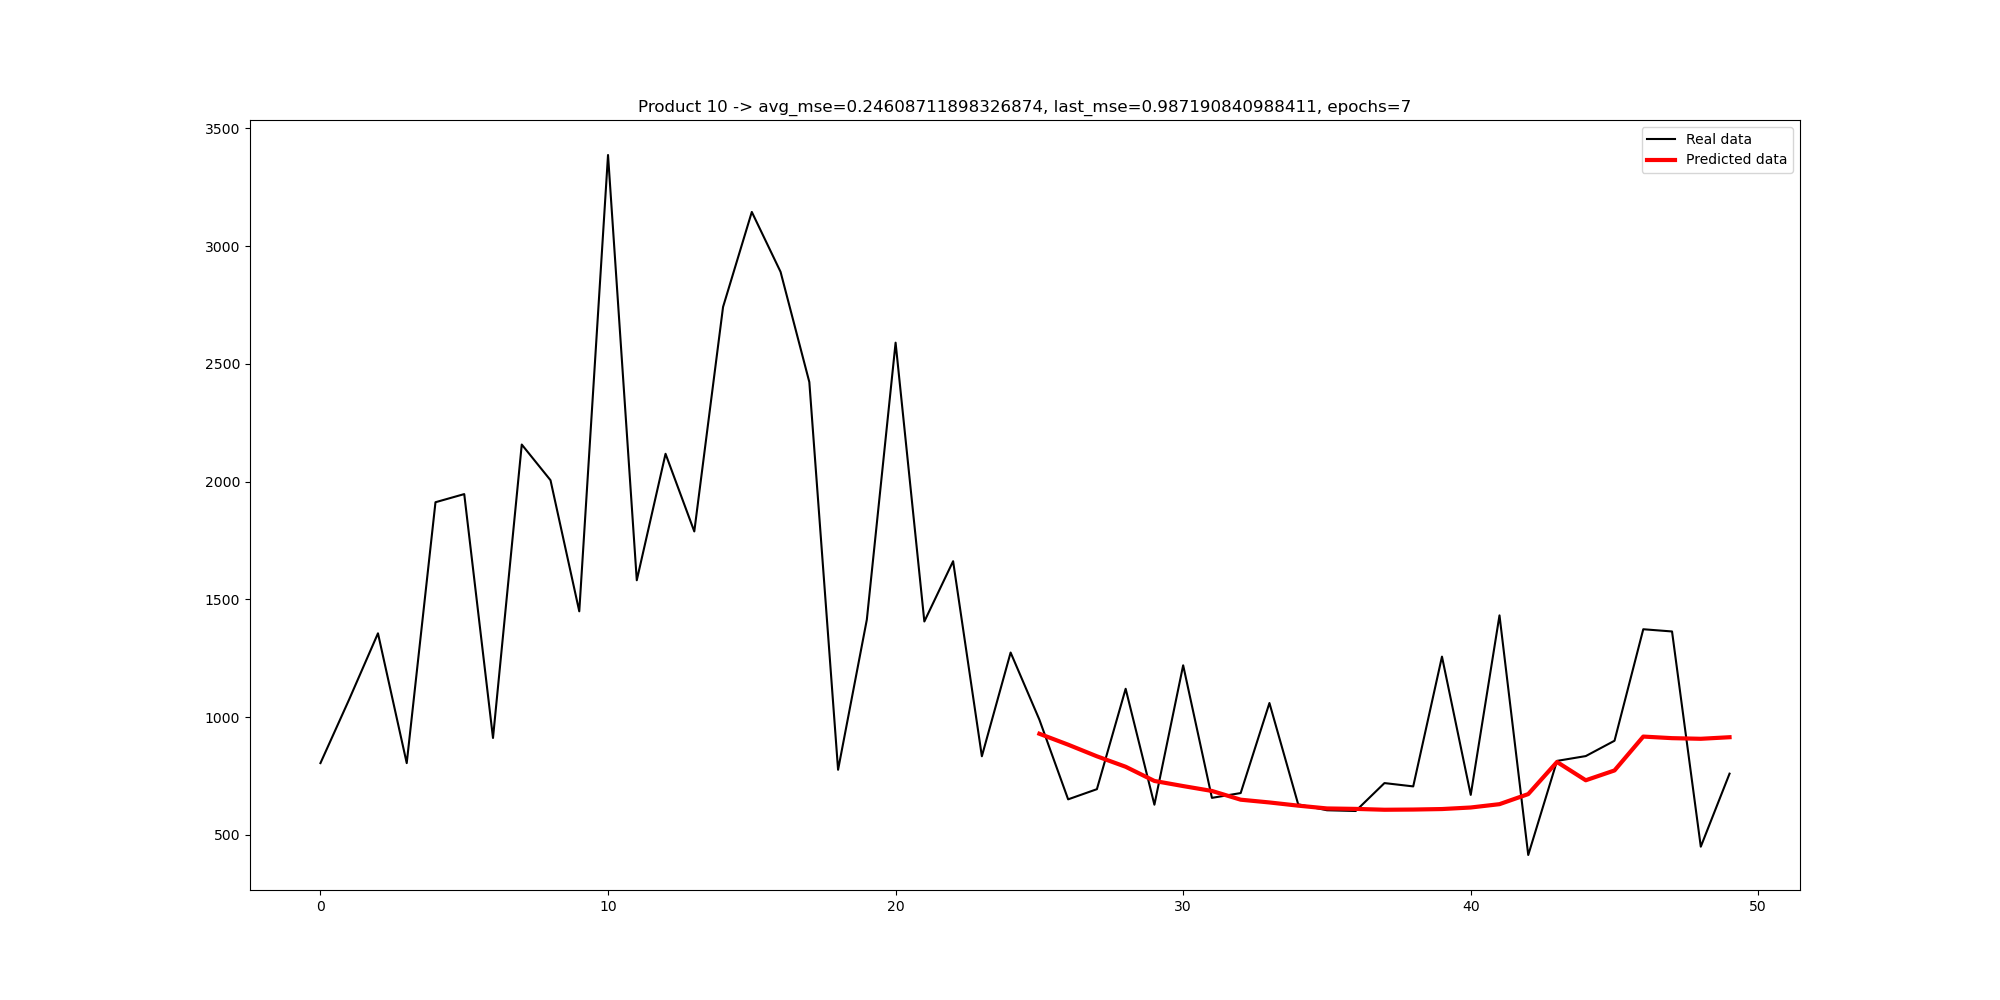 Product 10 -> avg_mse=0.24608711898326874, last_mse=0.987190840988411, epochs=7
Real data
Predicted data
3500
3000
2500
2000
1500
1000
500
0 10 20 30 40 50